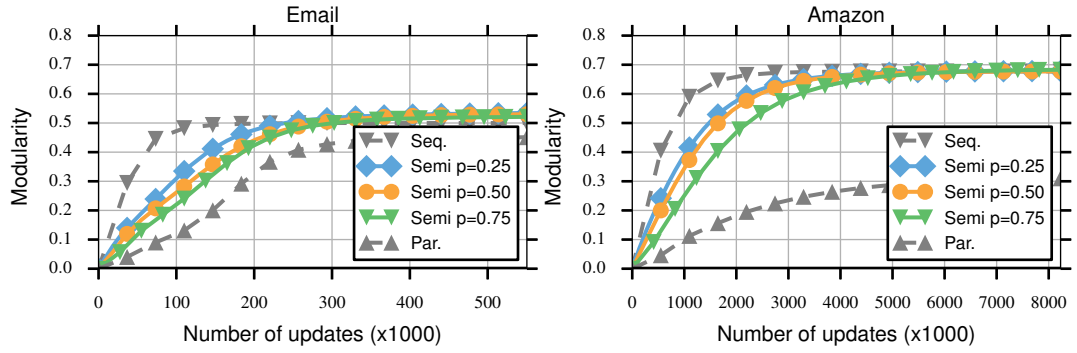 Email
Modularity
0.8
0.7
0.6
0.5
0.4
0.3
0.2
0.1
0.0
Seq.
Semi p=0.25
Semi p=0.50
Semi p=0.75
Par.
0 100 200 300 400 500
Number of updates (x1000)
Amazon
Modularity
0.8
0.7
0.6
0.5
0.4
0.3
0.2
0.1
0.0
Seq.
Semi p=0.25
Semi p=0.50
Semi p=0.75
Par.
0 1000 2000 3000 4000 5000 6000 7000 8000
Number of updates (x1000)